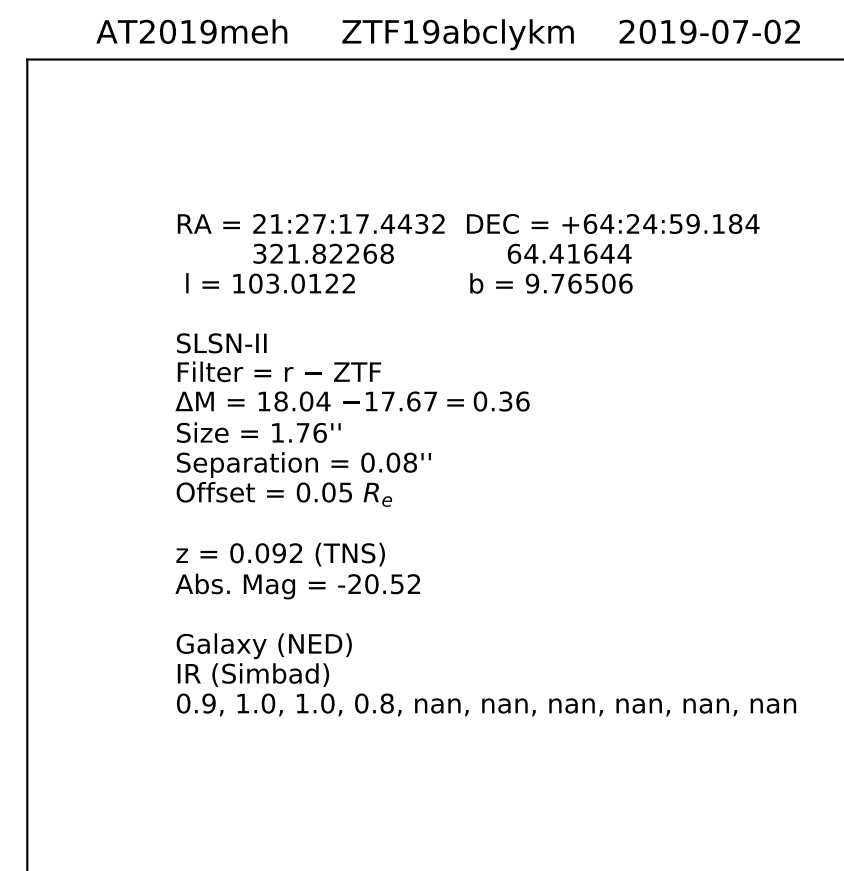 AT2019meh ZTF19abclykm 2019-07-02
RA = 21:27:17.4432 DEC = +64:24:59.184
321.82268 64.41644
l = 103.0122 b = 9.76506
SLSN-II
Filter = r − ZTF
ΔM = 18.04 −17.67 = 0.36
Size = 1.76''
Separation = 0.08''
Offset = 0.05 Rₑ
z = 0.092 (TNS)
Abs. Mag = -20.52
Galaxy (NED)
IR (Simbad)
0.9, 1.0, 1.0, 0.8, nan, nan, nan, nan, nan, nan